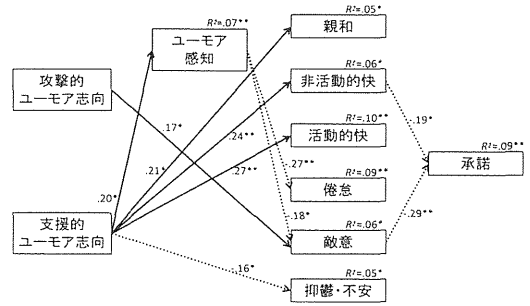 R²=.07**
ユーモア
感知
R²=.05*
親和
攻撃的
ユーモア志向
R²=.06*
非活動的快
.17*
.24**
.19*
R²=.10**
活動的快
R²=.09**
承諾
.21*
.27**
.27**
R²=.09**
倦怠
.20*
.18*
.29**
支援的
ユーモア志向
R²=.06*
敵意
.16*
R²=.05*
抑鬱・不安